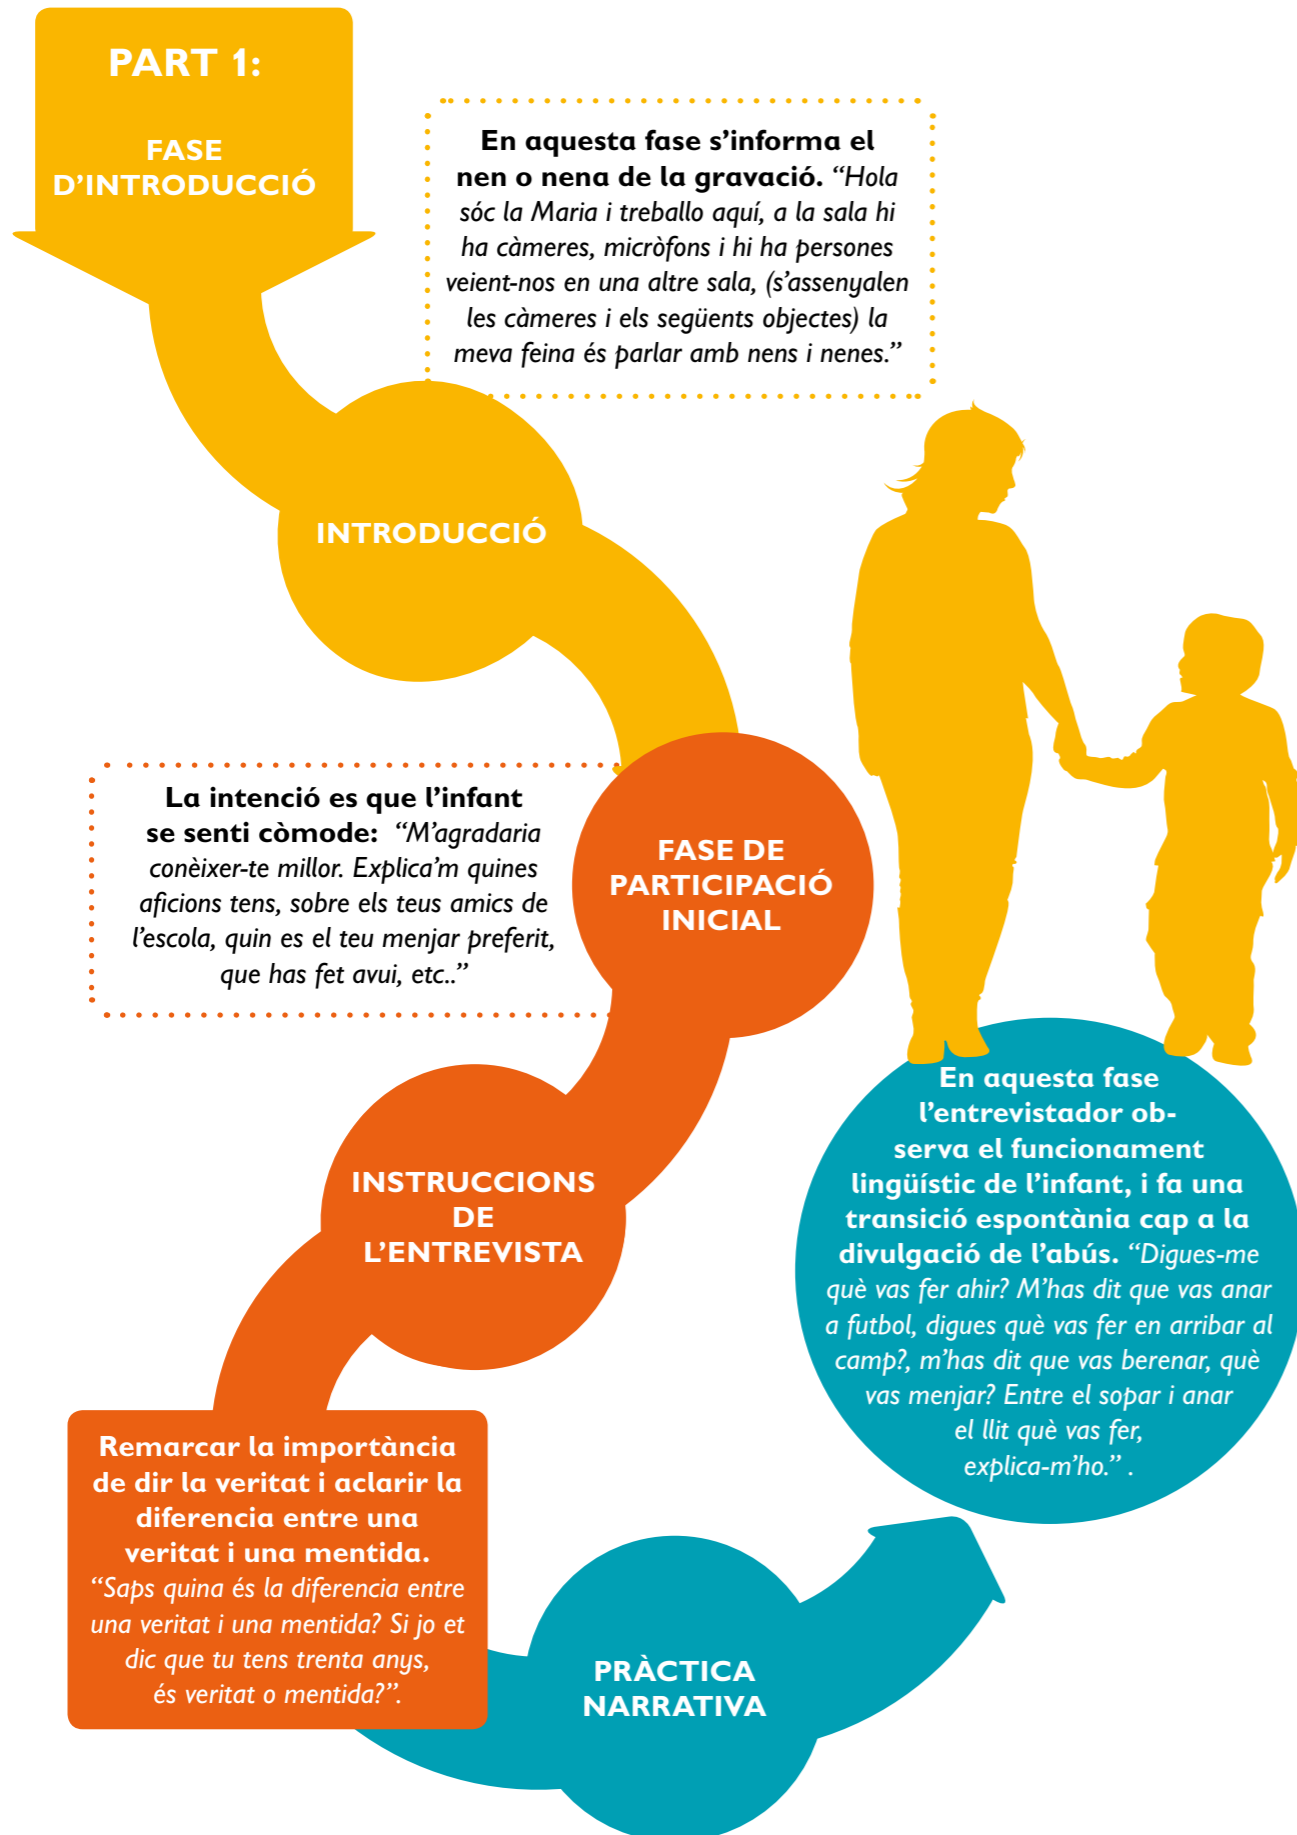 PART 1:
FASE
D’INTRODUCCIÓ
En aquesta fase s’informa el
nen o nena de la gravació. “Hola
sóc la Maria i treballo aquí, a la sala hi
ha càmeres, micròfons i hi ha persones
veient-nos en una altre sala, (s’assenyalen
les càmeres i els següents objectes) la
meva feina és parlar amb nens i nenes.”
INTRODUCCIÓ
La intenció es que l’infant
se senti còmode: “M’agradaria
conèixer-te millor. Explica’m quines
aficions tens, sobre els teus amics de
l’escola, quin es el teu menjar preferit,
que has fet avui, etc..”
FASE DE
PARTICIPACIÓ
INICIAL
INSTRUCCIONS
DE
L’ENTREVISTA
Remarcar la importància
de dir la veritat i aclarir la
diferencia entre una
veritat i una mentida.
“Saps quina és la diferencia entre
una veritat i una mentida? Si jo et
dic que tu tens trenta anys,
és veritat o mentida?”.
PRÀCTICA
NARRATIVA
En aquesta fase
l’entrevistador ob-
serva el funcionament
lingüístic de l’infant, i fa una
transició espontània cap a la
divulgació de l’abús. “Digues-me
què vas fer ahir? M’has dit que vas anar
a futbol, digues què vas fer en arribar al
camp?, m’has dit que vas berenar, què
vas menjar? Entre el sopar i anar
el llit què vas fer,
explica-m’ho.” .